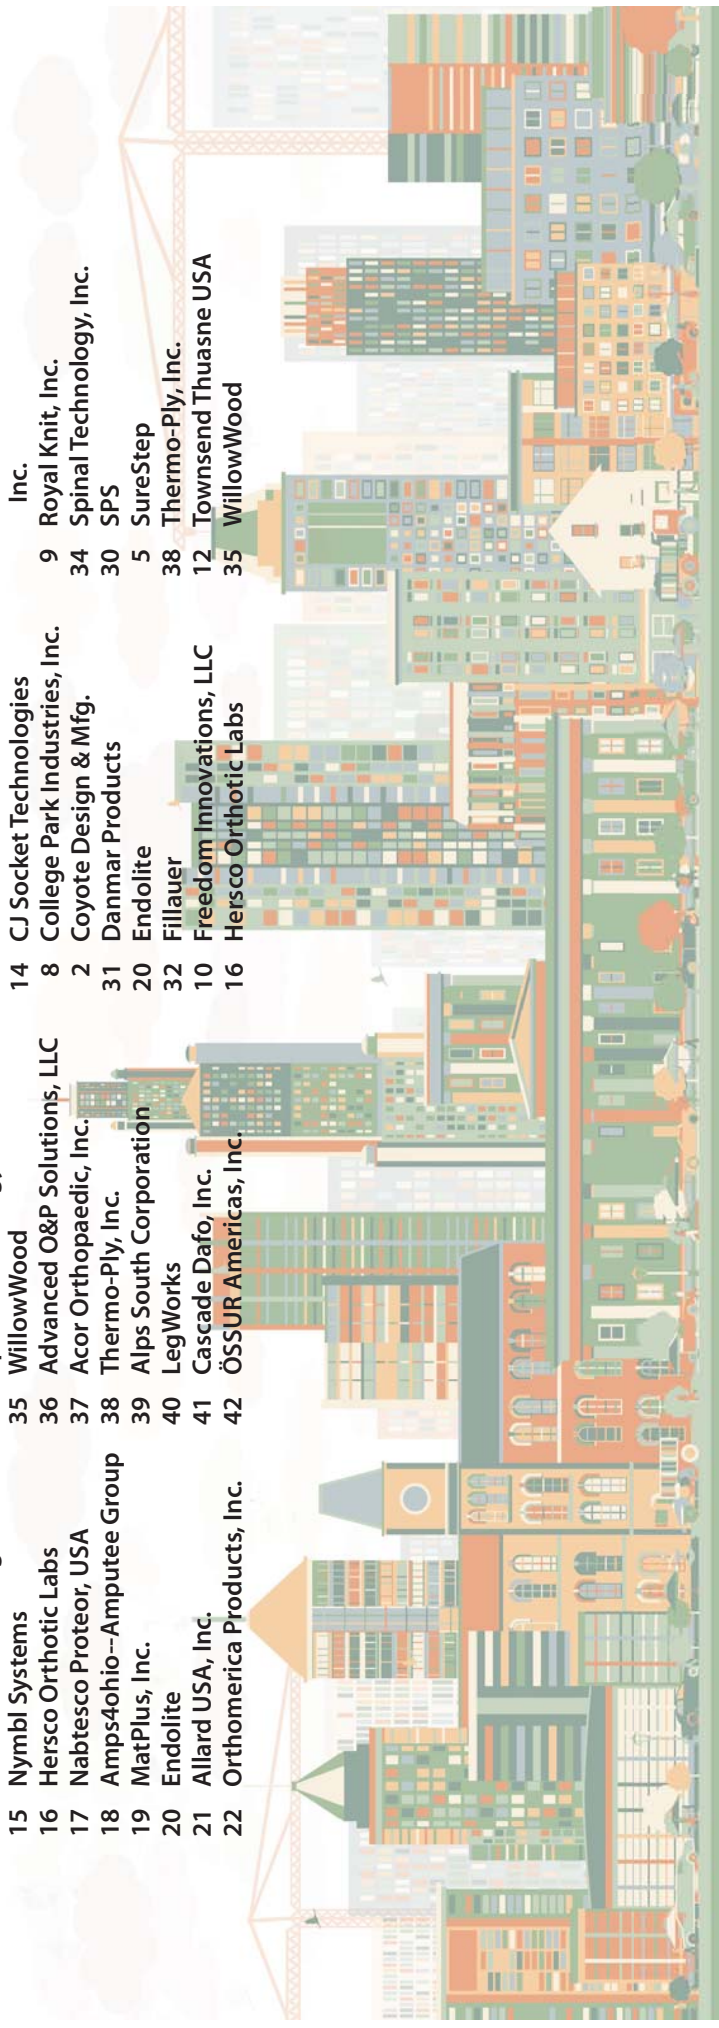 15 Nymbl Systems
16 Hersco Orthotic Labs
17 Nabtesco Proteor, USA
18 Amps4ohio--Amputee Group
19 MatPlus, Inc.
20 Endolite
21 Allard USA, Inc.
22 Orthomerica Products, Inc.
35 WillowWood
36 Advanced O&P Solutions, LLC
37 Acor Orthopaedic, Inc.
38 Thermo-Ply, Inc.
39 Alps South Corporation
40 LegWorks
41 Cascade Dafo, Inc.
42 ÖSSUR Americas, Inc.
14 CJ Socket Technologies
8 College Park Industries, Inc.
2 Coyote Design & Mfg.
31 Danmar Products
20 Endolite
32 Fillauer
10 Freedom Innovations, LLC
16 Hersco Orthotic Labs
Inc.
9 Royal Knit, Inc.
34 Spinal Technology, Inc.
30 SPS
5 SureStep
38 Thermo-Ply, Inc.
12 Townsend Thuasne USA
35 WillowWood